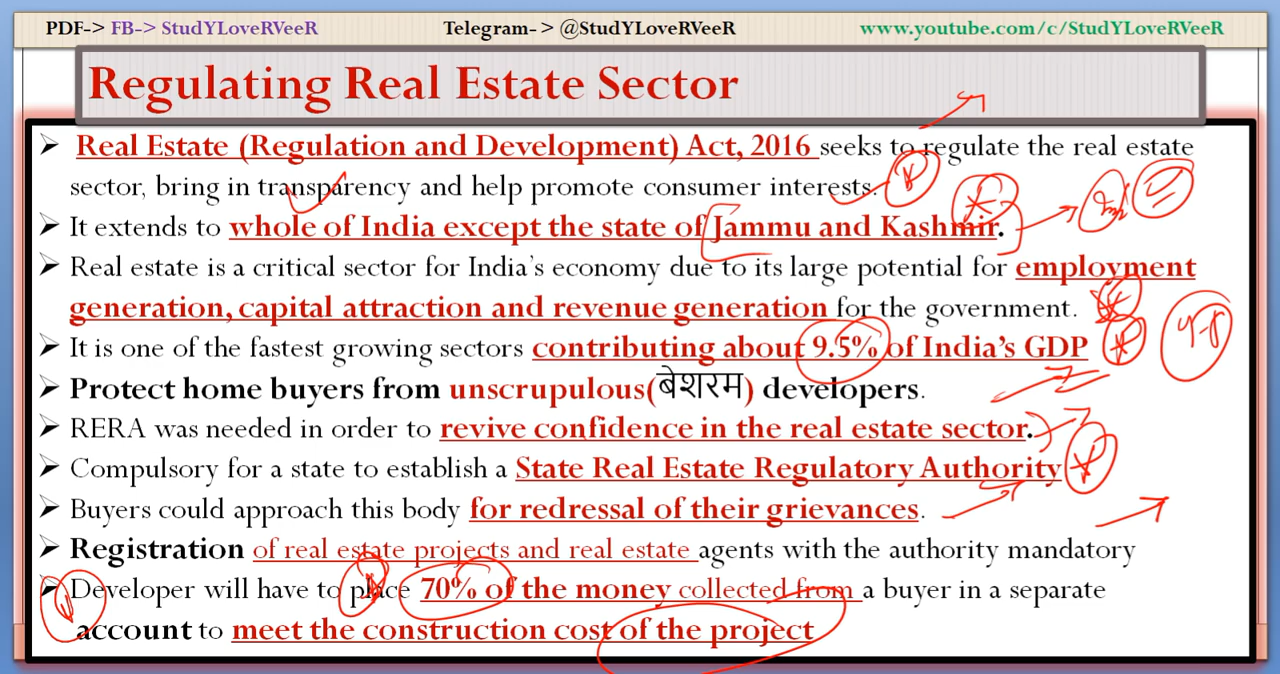 PDF-> FB-> StudYLoveRVeeR Telegram- > @StudYLoveRVeeR www.youtube.com/c/StudYLoveRVeeR
Regulating Real Estate Sector
➢ Real Estate (Regulation and Development) Act, 2016 seeks to regulate the real estate
sector, bring in transparency and help promote consumer interests.
➢ It extends to whole of India except the state of Jammu and Kashmir.
➢ Real estate is a critical sector for India's economy due to its large potential for employment
generation, capital attraction and revenue generation for the government.
➢ It is one of the fastest growing sectors contributing about 9.5% of India's GDP
➢ Protect home buyers from unscrupulous(बेशरम) developers.
➢ RERA was needed in order to revive confidence in the real estate sector.
➢ Compulsory for a state to establish a State Real Estate Regulatory Authority
➢ Buyers could approach this body for redressal of their grievances.
➢ Registration of real estate projects and real estate agents with the authority mandatory
➢ Developer will have to place 70% of the money collected from a buyer in a separate
account to meet the construction cost of the project